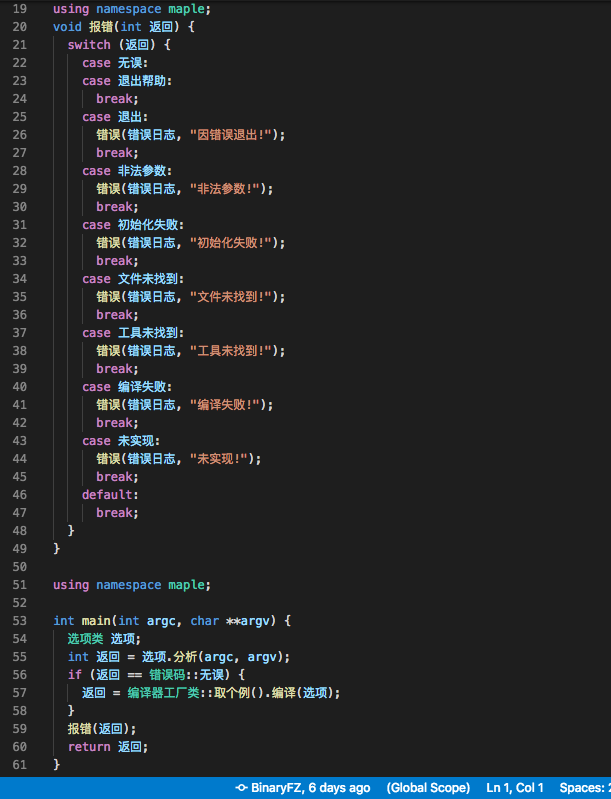 19 using namespace maple;
20 void 报错(int 返回) {
21   switch (返回) {
22     case 无误:
23     case 退出帮助:
24       break;
25     case 退出:
26       错误(错误日志, "因错误退出!");
27       break;
28     case 非法参数:
29       错误(错误日志, "非法参数!");
30       break;
31     case 初始化失败:
32       错误(错误日志, "初始化失败!");
33       break;
34     case 文件未找到:
35       错误(错误日志, "文件未找到!");
36       break;
37     case 工具未找到:
38       错误(错误日志, "工具未找到!");
39       break;
40     case 编译失败:
41       错误(错误日志, "编译失败!");
42       break;
43     case 未实现:
44       错误(错误日志, "未实现!");
45       break;
46     default:
47       break;
48   }
49 }
50
51 using namespace maple;
52
53 int main(int argc, char **argv) {
54   选项类 选项;
55   int 返回 = 选项.分析(argc, argv);
56   if (返回 == 错误码::无误) {
57     返回 = 编译器工厂类::取个例().编译(选项);
58   }
59   报错(返回);
60   return 返回;
61 }
BinaryFZ, 6 days ago (Global Scope) Ln 1, Col 1 Spaces: